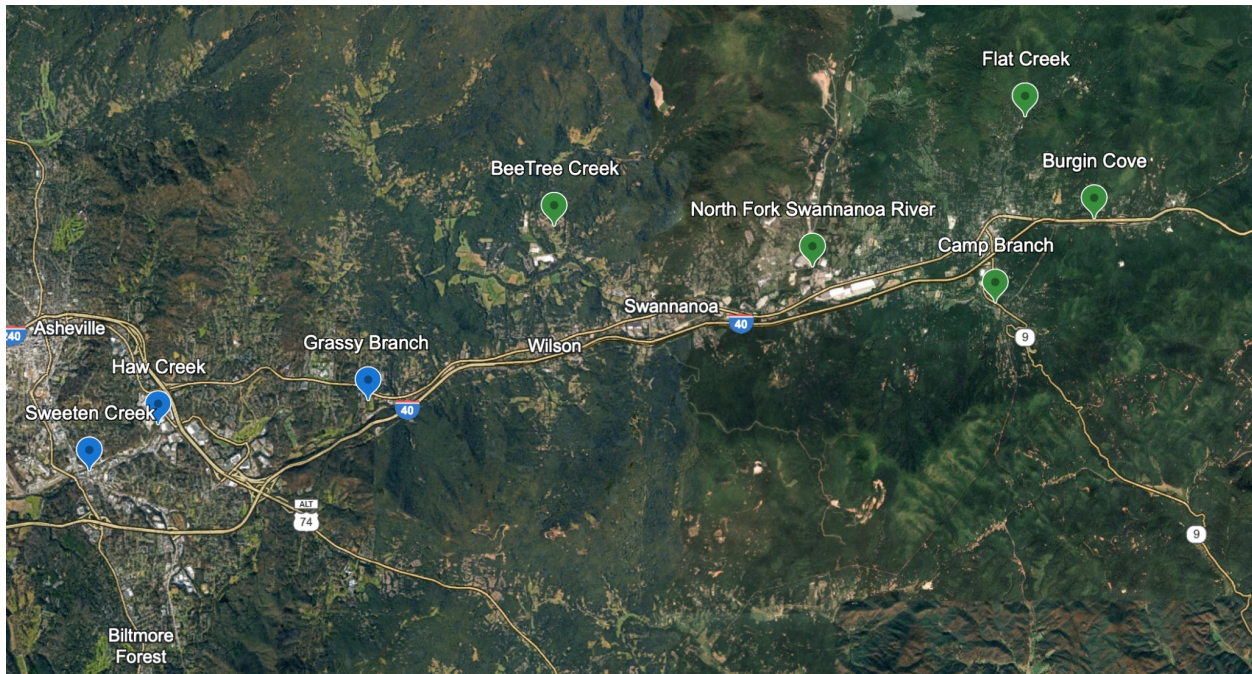 Flat Creek
Burgin Cove
BeeTree Creek
North Fork Swannanoa River
Camp Branch
Swannanoa
40
240
Asheville
Wilson
Grassy Branch
9
Haw Creek
40
Sweeten Creek
ALT
74
9
Biltmore
Forest